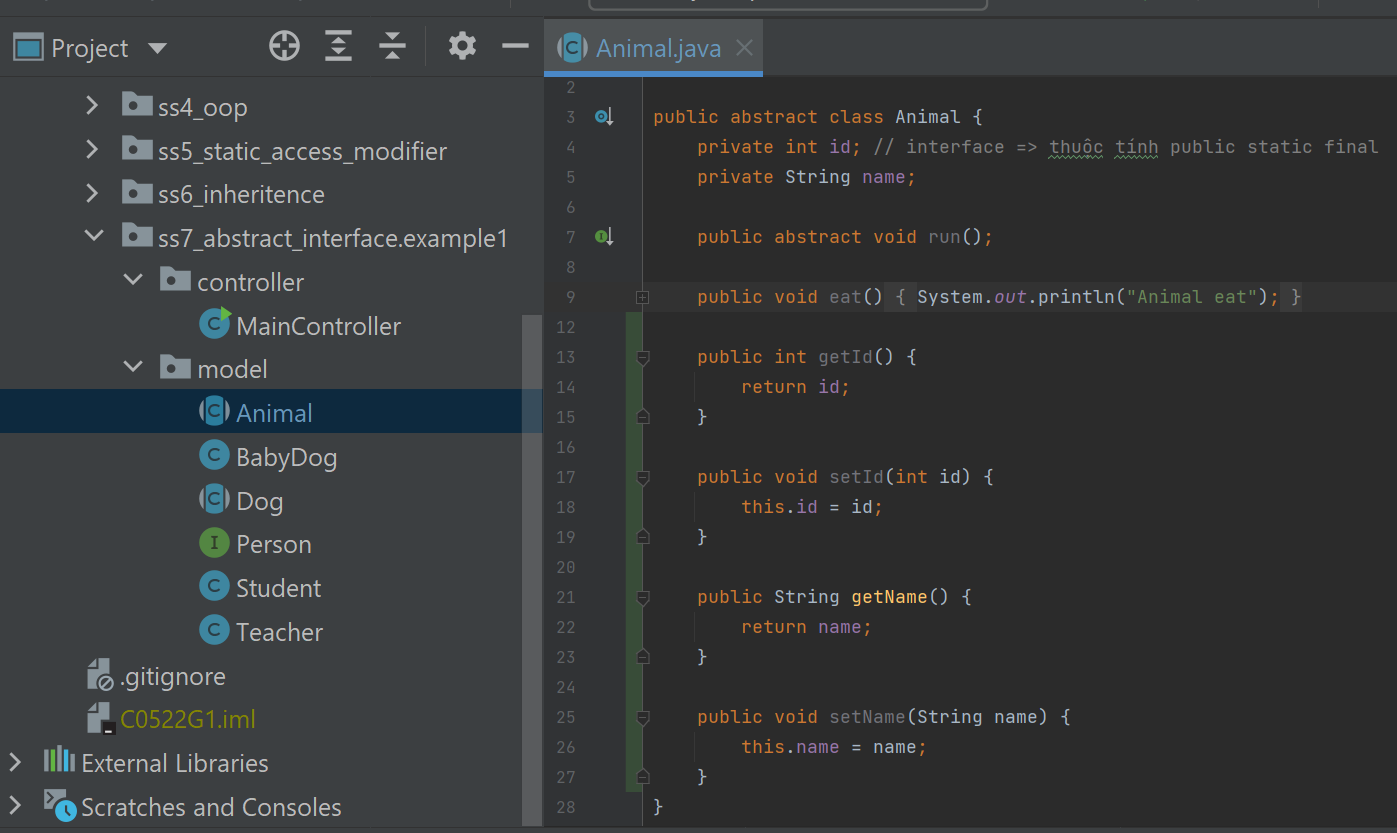 Project
Animal.java
ss4_oop
ss5_static_access_modifier
ss6_inheritence
ss7_abstract_interface.example1
controller
MainController
model
Animal
BabyDog
Dog
Person
Student
Teacher
.gitignore
C0522G1.iml
External Libraries
Scratches and Consoles
2
3 public abstract class Animal {
4 private int id; // interface => thuộc tính public static final
5 private String name;
6
7 public abstract void run();
8
9 public void eat() { System.out.println("Animal eat"); }
12
13 public int getId() {
14 return id;
15 }
16
17 public void setId(int id) {
18 this.id = id;
19 }
20
21 public String getName() {
22 return name;
23 }
24
25 public void setName(String name) {
26 this.name = name;
27 }
28 }